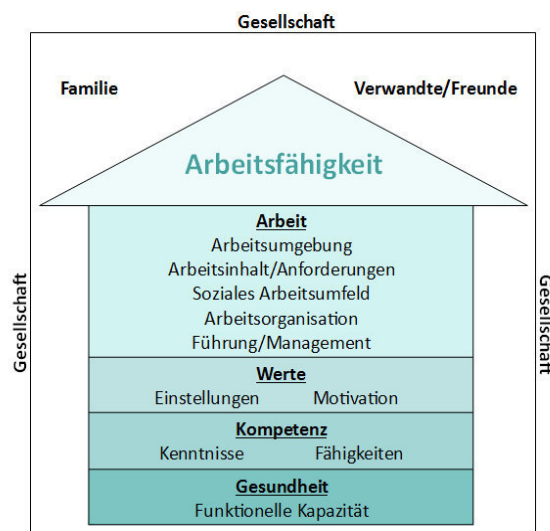 Gesellschaft
Familie
Verwandte/Freunde
Arbeitsfähigkeit
Arbeit
Arbeitsumgebung
Arbeitsinhalt/Anforderungen
Soziales Arbeitsumfeld
Arbeitsorganisation
Führung/Management
Gesellschaft
Gesellschaft
Werte
Einstellungen Motivation
Kompetenz
Kenntnisse Fähigkeiten
Gesundheit
Funktionelle Kapazität